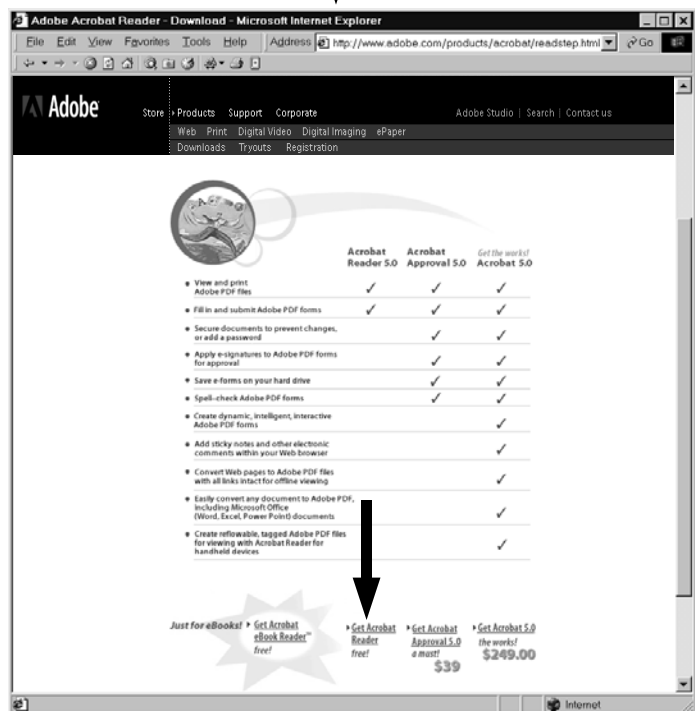 Adobe Acrobat Reader - Download - Microsoft Internet Explorer
File Edit View Favorites Tools Help Address http://www.adobe.com/products/acrobat/readstep.html Go
Adobe
Store Products Support Corporate Adobe Studio | Search | Contact us
Web Print Digital Video Digital Imaging ePaper
Downloads Tryouts Registration
Acrobat Reader 5.0
Acrobat Approval 5.0
Get the works!
Acrobat 5.0
View and print
Adobe PDF files
Fill in and submit Adobe PDF forms
Secure documents to prevent changes,
or add a password
Apply e-signatures to Adobe PDF forms
for approval
Save e-forms on your hard drive
Spell-check Adobe PDF forms
Create dynamic, intelligent, interactive
Adobe PDF forms
Add sticky notes and other electronic
comments within your Web browser
Convert Web pages to Adobe PDF files
with all links intact for offline viewing
Easily convert any document to Adobe PDF,
including Microsoft Office
(Word, Excel, Power Point) documents
Create reflowable, tagged Adobe PDF files
for viewing with Acrobat Reader for
handheld devices
Just for eBooks!
Get Acrobat
eBook Reader™
free!
Get Acrobat
Reader
free!
Get Acrobat
Approval 5.0
a must!
$39
Get Acrobat 5.0
the works!
$249.00
Internet